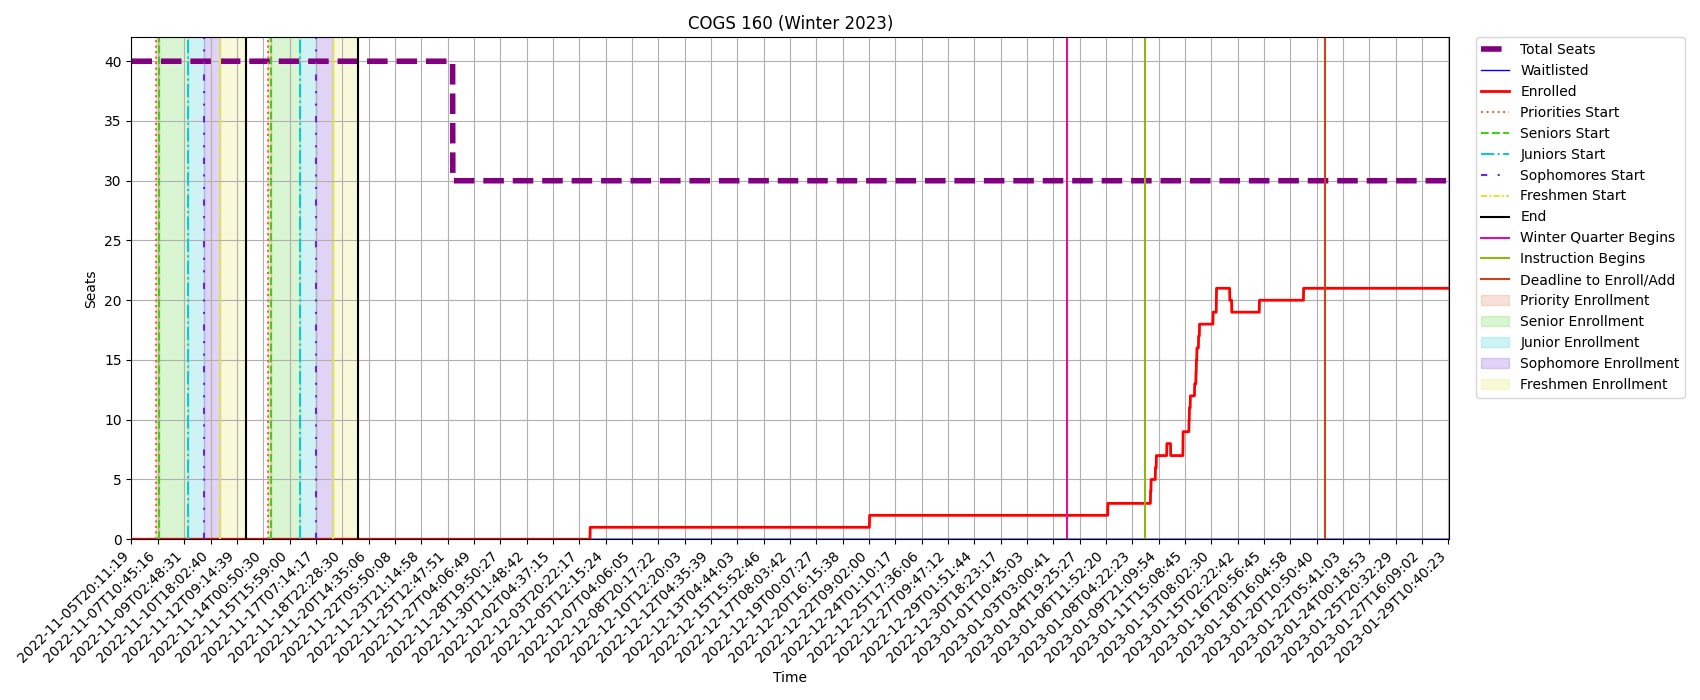 COGS 160 (Winter 2023)
Seats
40
35
30
25
20
15
10
5
0
2022-11-05T20:11:19
2022-11-07T10:45:16
2022-11-09T02:48:31
2022-11-10T18:02:40
2022-11-12T09:14:39
2022-11-14T00:50:30
2022-11-15T15:59:00
2022-11-17T07:14:17
2022-11-18T22:28:30
2022-11-20T14:35:06
2022-11-22T05:50:08
2022-11-23T21:14:58
2022-11-25T12:47:51
2022-11-27T04:06:49
2022-11-28T19:50:27
2022-11-30T11:48:42
2022-12-02T04:37:15
2022-12-03T20:22:17
2022-12-05T12:15:24
2022-12-07T04:06:05
2022-12-08T20:17:22
2022-12-10T12:20:03
2022-12-12T04:35:39
2022-12-15T15:52:46
2022-12-17T08:03:42
2022-12-19T00:07:27
2022-12-20T16:15:38
2022-12-22T09:02:00
2022-12-24T01:10:17
2022-12-25T17:36:06
2022-12-27T09:47:12
2022-12-29T01:51:44
2022-12-30T18:23:17
2023-01-01T10:45:03
2023-01-03T03:00:41
2023-01-04T19:25:27
2023-01-06T11:52:20
2023-01-08T04:22:23
2023-01-09T21:09:54
2023-01-11T15:08:45
2023-01-13T08:02:30
2023-01-16T20:56:45
2023-01-18T16:04:58
2023-01-20T10:50:40
2023-01-22T05:41:03
2023-01-24T00:18:53
2023-01-25T20:32:29
2023-01-27T16:09:02
2023-01-29T10:40:23
Time
Total Seats
Waitlisted
Enrolled
Priorities Start
Seniors Start
Juniors Start
Sophomores Start
Freshmen Start
End
Winter Quarter Begins
Instruction Begins
Deadline to Enroll/Add
Priority Enrollment
Senior Enrollment
Junior Enrollment
Sophomore Enrollment
Freshmen Enrollment